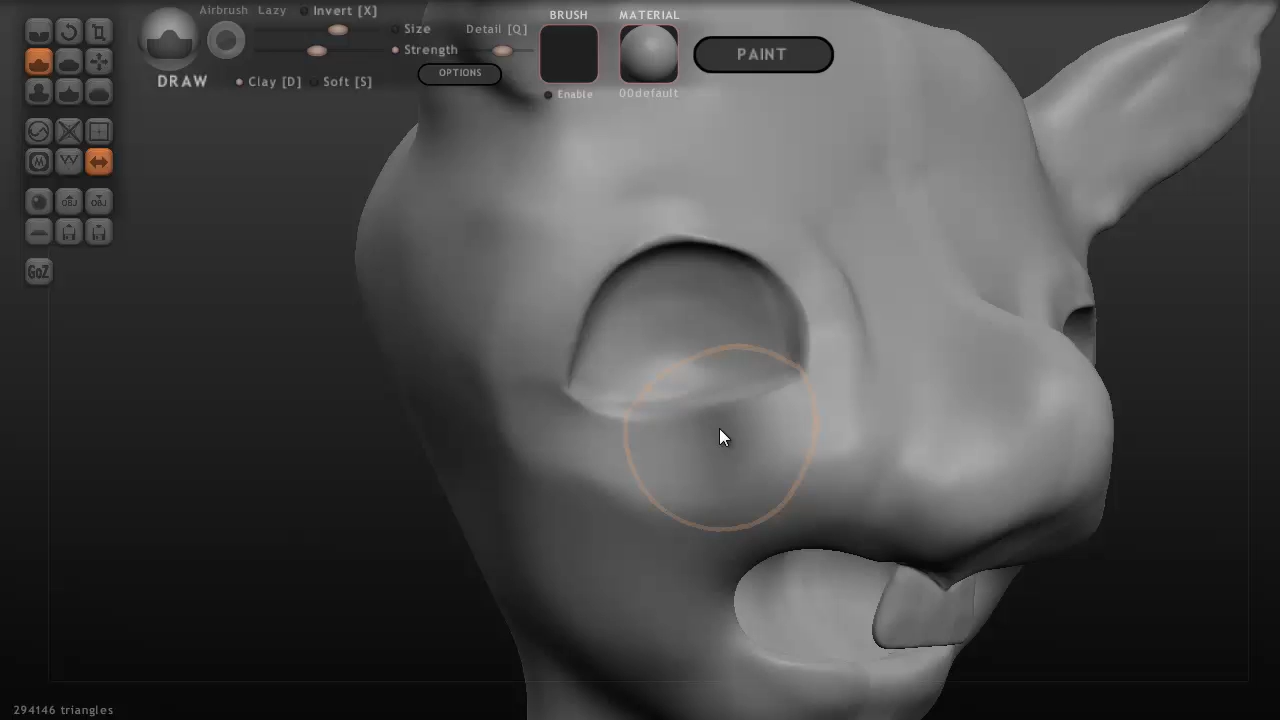 Airbrush Lazy Invert [X]
Size Detail [Q]
Strength
DRAW Clay [D] Soft [S]
OPTIONS
BRUSH MATERIAL
Enable 00default
PAINT
OBJ OBJ
GoZ
294146 triangles